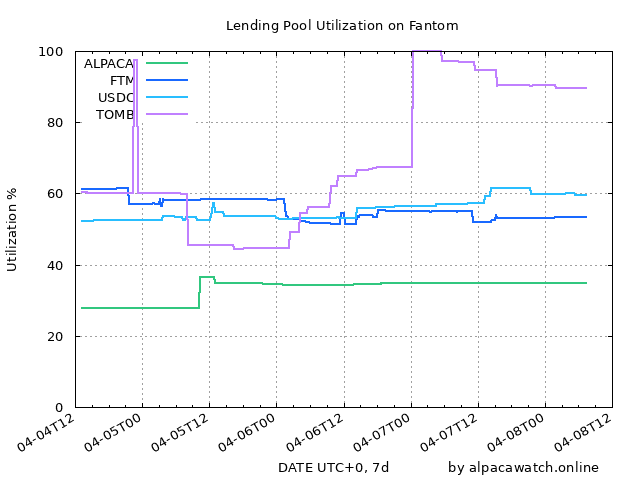 Lending Pool Utilization on Fantom
Utilization %
100
80
60
40
20
0
ALPACA
FTM
USDC
TOMB
04-04T12
04-05T00
04-05T12
04-06T00
04-06T12
04-07T00
04-07T12
04-08T00
04-08T12
DATE UTC+0, 7d
by alpacawatch.online